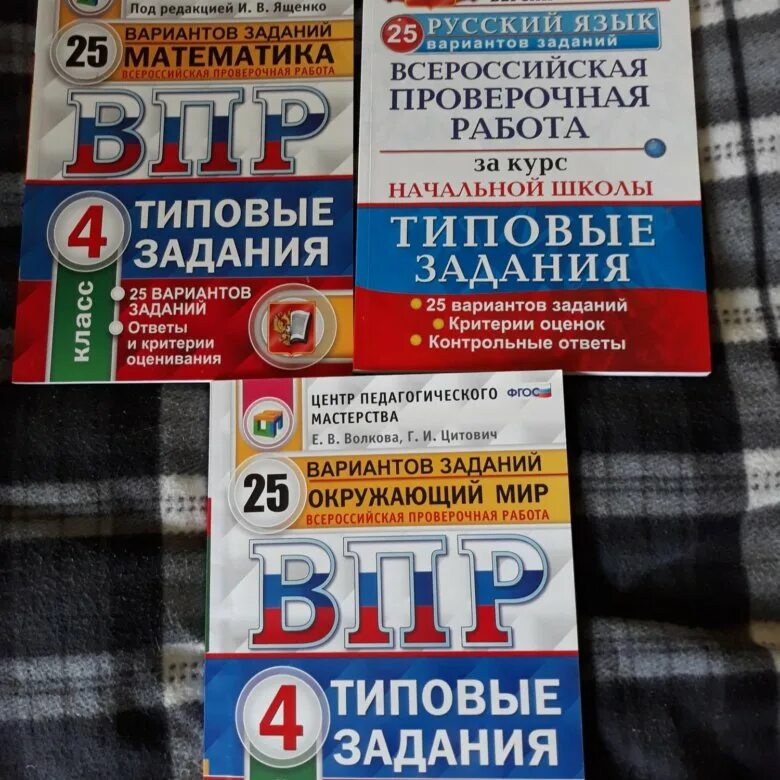 Под редакцией И. В. Ященко
25
ВАРИАНТОВ ЗАДАНИЙ
МАТЕМАТИКА
ВСЕРОССИЙСКАЯ ПРОВЕРОЧНАЯ РАБОТА
ВПР
4
класс
ТИПОВЫЕ
ЗАДАНИЯ
25 ВАРИАНТОВ
ЗАДАНИЙ
Ответы
и критерии
оценивания
25
РУССКИЙ ЯЗЫК
вариантов заданий
ВСЕРОССИЙСКАЯ
ПРОВЕРОЧНАЯ
РАБОТА
за курс
НАЧАЛЬНОЙ ШКОЛЫ
ТИПОВЫЕ
ЗАДАНИЯ
25 вариантов заданий
Критерии оценок
Контрольные ответы
ЦЕНТР ПЕДАГОГИЧЕСКОГО
МАСТЕРСТВА
ФГОС
Е. В. Волкова, Г. И. Цитович
25
ВАРИАНТОВ ЗАДАНИЙ
ОКРУЖАЮЩИЙ МИР
ВСЕРОССИЙСКАЯ ПРОВЕРОЧНАЯ РАБОТА
ВПР
4
ТИПОВЫЕ
ЗАДАНИЯ